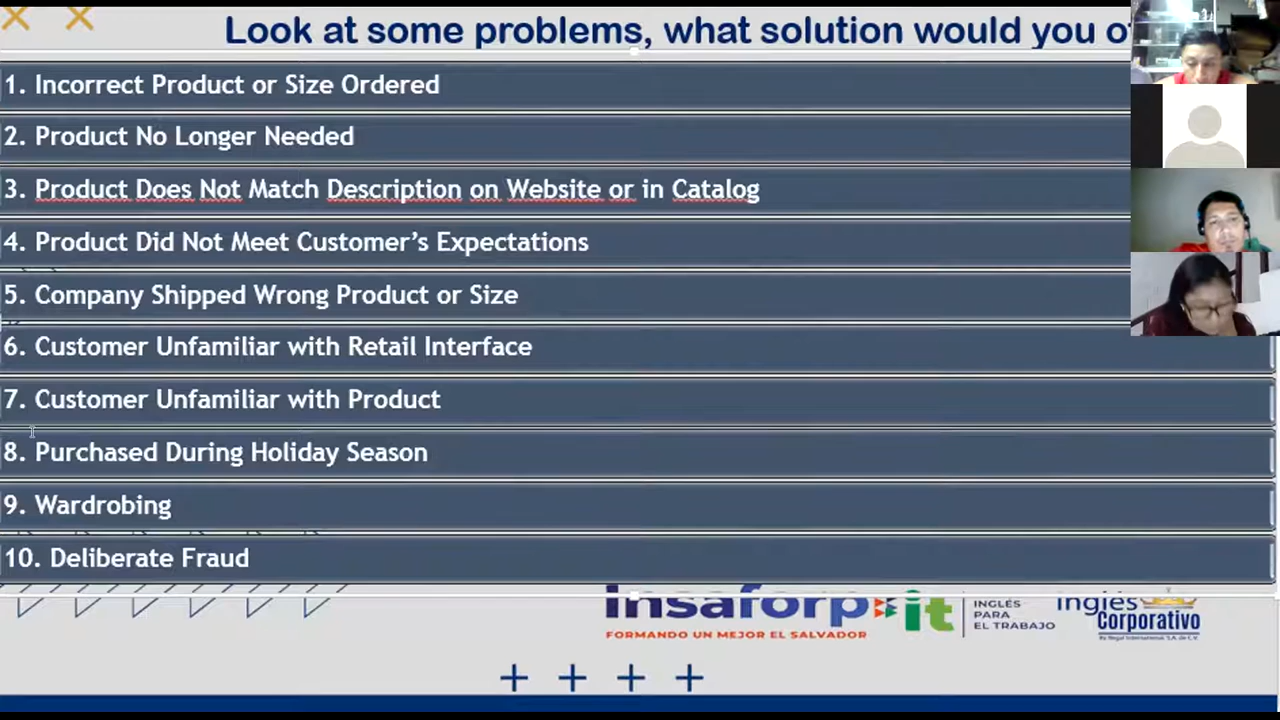 Look at some problems, what solution would you
1. Incorrect Product or Size Ordered
2. Product No Longer Needed
3. Product Does Not Match Description on Website or in Catalog
4. Product Did Not Meet Customer’s Expectations
5. Company Shipped Wrong Product or Size
6. Customer Unfamiliar with Retail Interface
7. Customer Unfamiliar with Product
8. Purchased During Holiday Season
9. Wardrobing
10. Deliberate Fraud
insaforp
FORMANDO UN MEJOR EL SALVADOR
it
INGLÉS
PARA
EL TRABAJO
Inglés
Corporativo